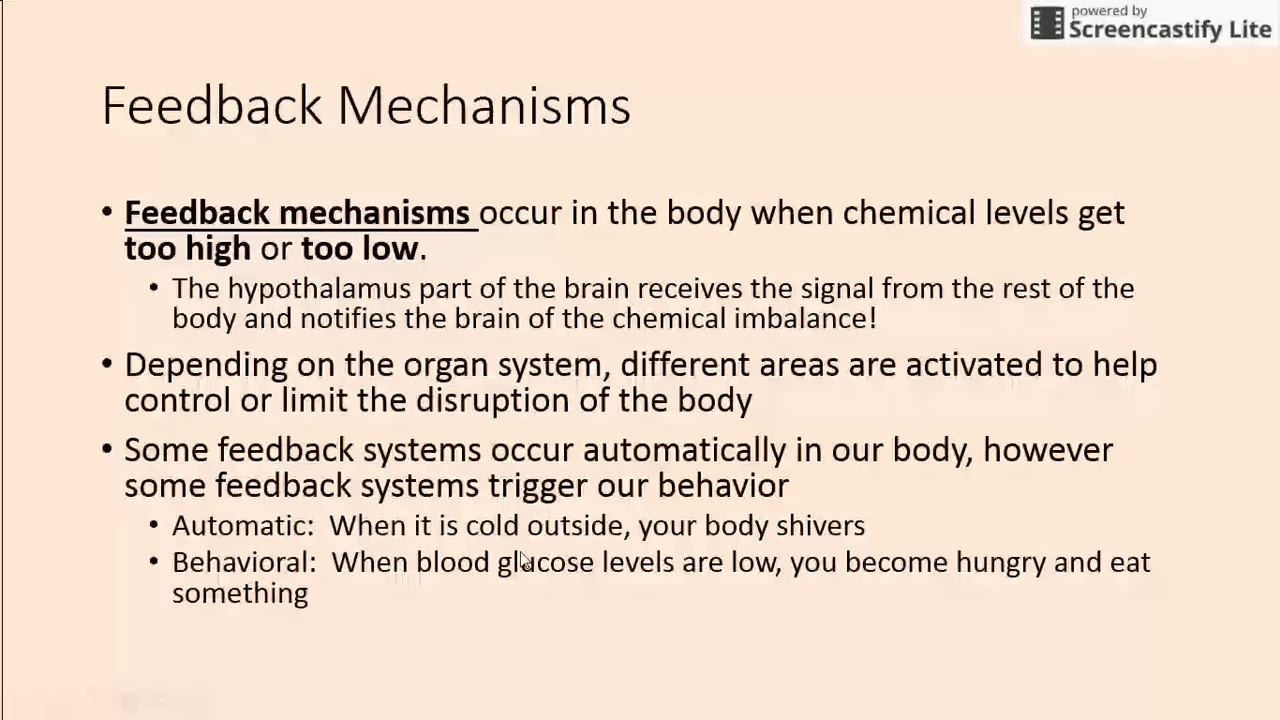 powered by
Screencastify Lite
Feedback Mechanisms
• Feedback mechanisms occur in the body when chemical levels get
too high or too low.
• The hypothalamus part of the brain receives the signal from the rest of the
body and notifies the brain of the chemical imbalance!
• Depending on the organ system, different areas are activated to help
control or limit the disruption of the body
• Some feedback systems occur automatically in our body, however
some feedback systems trigger our behavior
• Automatic: When it is cold outside, your body shivers
• Behavioral: When blood glucose levels are low, you become hungry and eat
something